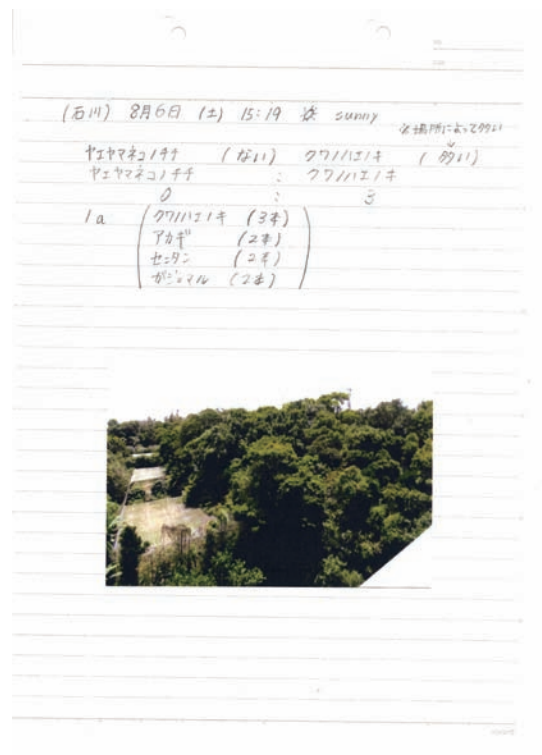 (石川) 8月6日 (土) 15:19 sunny
※場所によって多い
ヤエヤマネコノチチ (ない) クワノハエノキ (多い)
ヤエヤマネコノチチ : クワノハエノキ
0 : 3
1a クワノハエノキ (3本)
アカギ (2本)
センダン (2本)
ガジュマル (2本)